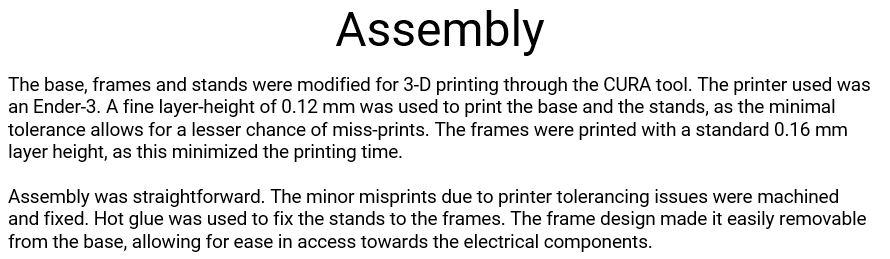 Assembly
The base, frames and stands were modified for 3-D printing through the CURA tool. The printer used was
an Ender-3. A fine layer-height of 0.12 mm was used to print the base and the stands, as the minimal
tolerance allows for a lesser chance of miss-prints. The frames were printed with a standard 0.16 mm
layer height, as this minimized the printing time.
Assembly was straightforward. The minor misprints due to printer tolerancing issues were machined
and fixed. Hot glue was used to fix the stands to the frames. The frame design made it easily removable
from the base, allowing for ease in access towards the electrical components.